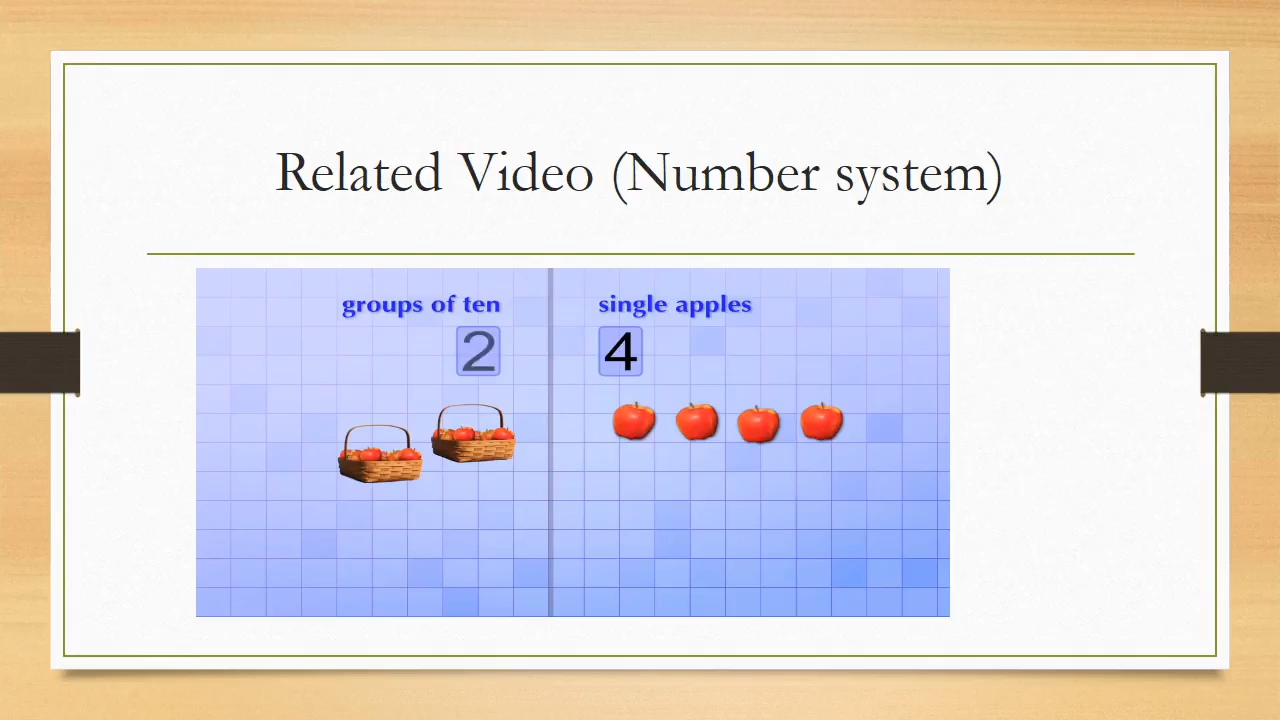 Related Video (Number system)
groups of ten
single apples
2
4